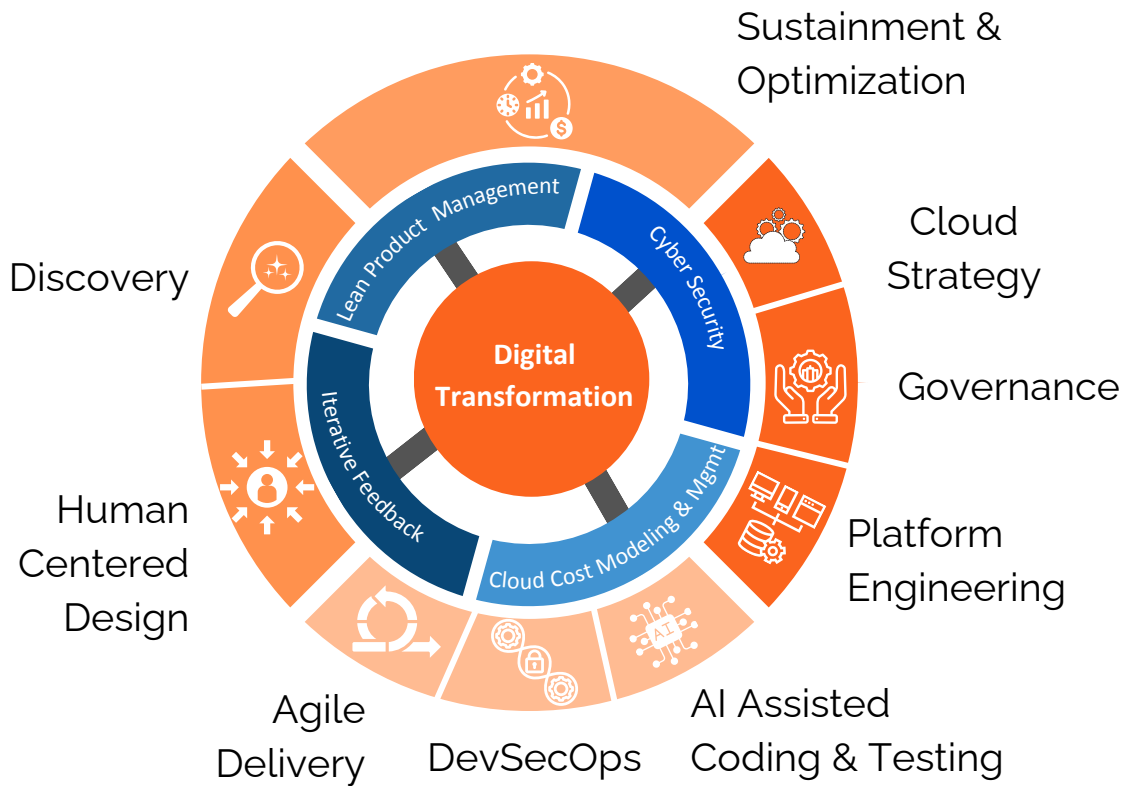 Sustainment &
Optimization
Cloud
Strategy
Governance
Platform
Engineering
AI Assisted
Coding & Testing
DevSecOps
Agile
Delivery
Human
Centered
Design
Discovery
Lean Product Management
Cyber Security
Cloud Cost Modeling & Mgmt
Iterative Feedback
Digital
Transformation
AI
$